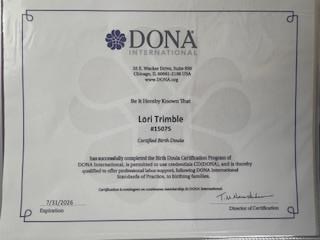 DONA
INTERNATIONAL
35 E. Wacker Drive, Suite 850
Chicago, IL 60601-2106 USA
www.DONA.org
Be it Hereby Known That
Lori Trimble
#15075
Certified Birth Doula
has successfully completed the Birth Doula Certification Program of
DONA International, is permitted to use credentials CD(DONA), and is thereby
qualified to offer professional labor support, following DONA International
Standards of Practice, to birthing families.
Certification is contingent on continuous membership in DONA International.
7/31/2026
Expiration
Director of Certification